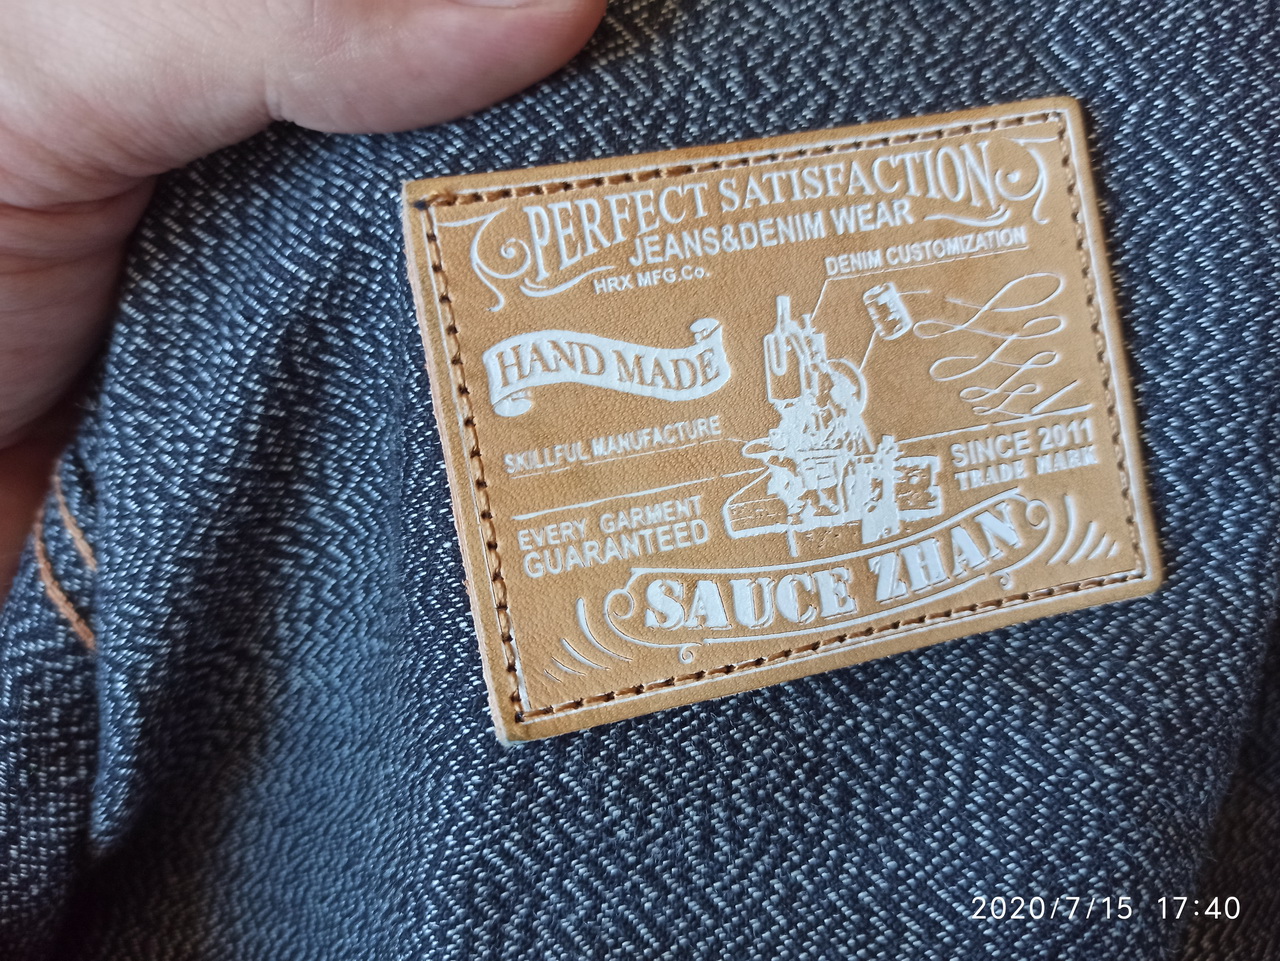 PERFECT SATISFACTION
JEANS&DENIM WEAR
HRX MFG.Co.
DENIM CUSTOMIZATION
HAND MADE
SKILLFUL MANUFACTURE
SINCE 2011
TRADE MARK
EVERY GARMENT
GUARANTEED
SAUCE ZHAN
2020/7/15 17:40